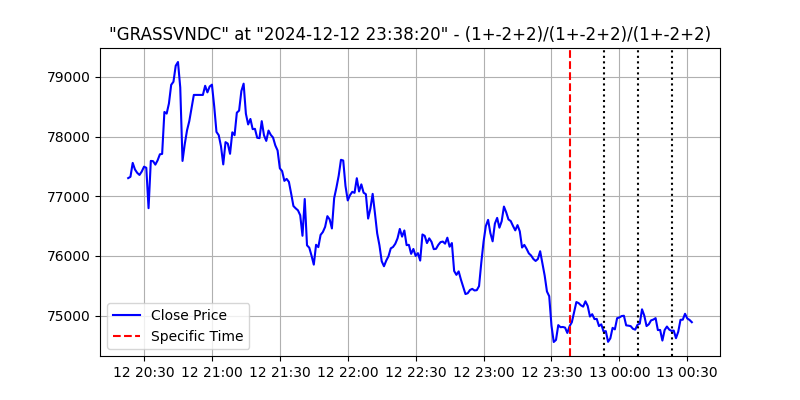 "GRASSVNDC" at "2024-12-12 23:38:20" - (1+-2+2)/(1+-2+2)/(1+-2+2)
79000
78000
77000
76000
75000
Close Price
Specific Time
12 20:30 12 21:00 12 21:30 12 22:00 12 22:30 12 23:00 12 23:30 13 00:00 13 00:30